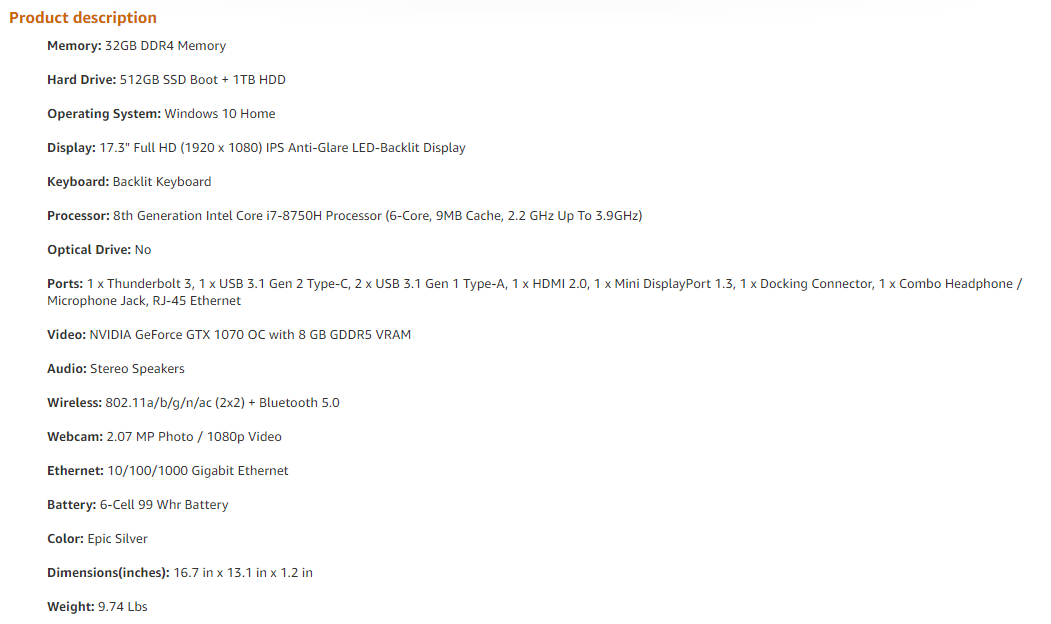 Product description
Memory: 32GB DDR4 Memory
Hard Drive: 512GB SSD Boot + 1TB HDD
Operating System: Windows 10 Home
Display: 17.3" Full HD (1920 x 1080) IPS Anti-Glare LED-Backlit Display
Keyboard: Backlit Keyboard
Processor: 8th Generation Intel Core i7-8750H Processor (6-Core, 9MB Cache, 2.2 GHz Up To 3.9GHz)
Optical Drive: No
Ports: 1 x Thunderbolt 3, 1 x USB 3.1 Gen 2 Type-C, 2 x USB 3.1 Gen 1 Type-A, 1 x HDMI 2.0, 1 x Mini DisplayPort 1.3, 1 x Docking Connector, 1 x Combo Headphone /
Microphone Jack, RJ-45 Ethernet
Video: NVIDIA GeForce GTX 1070 OC with 8 GB GDDR5 VRAM
Audio: Stereo Speakers
Wireless: 802.11a/b/g/n/ac (2x2) + Bluetooth 5.0
Webcam: 2.07 MP Photo / 1080p Video
Ethernet: 10/100/1000 Gigabit Ethernet
Battery: 6-Cell 99 Whr Battery
Color: Epic Silver
Dimensions(inches): 16.7 in x 13.1 in x 1.2 in
Weight: 9.74 Lbs